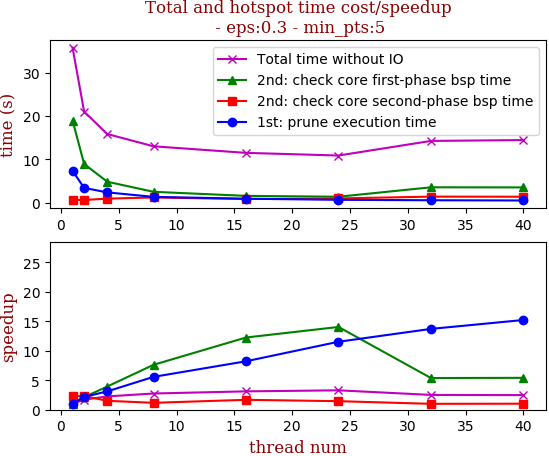 Total and hotspot time cost/speedup
- eps:0.3 - min_pts:5
time (s)
30
20
10
0
Total time without IO
2nd: check core first-phase bsp time
2nd: check core second-phase bsp time
1st: prune execution time
0 5 10 15 20 25 30 35 40
speedup
25
20
15
10
5
0
0 5 10 15 20 25 30 35 40
thread num